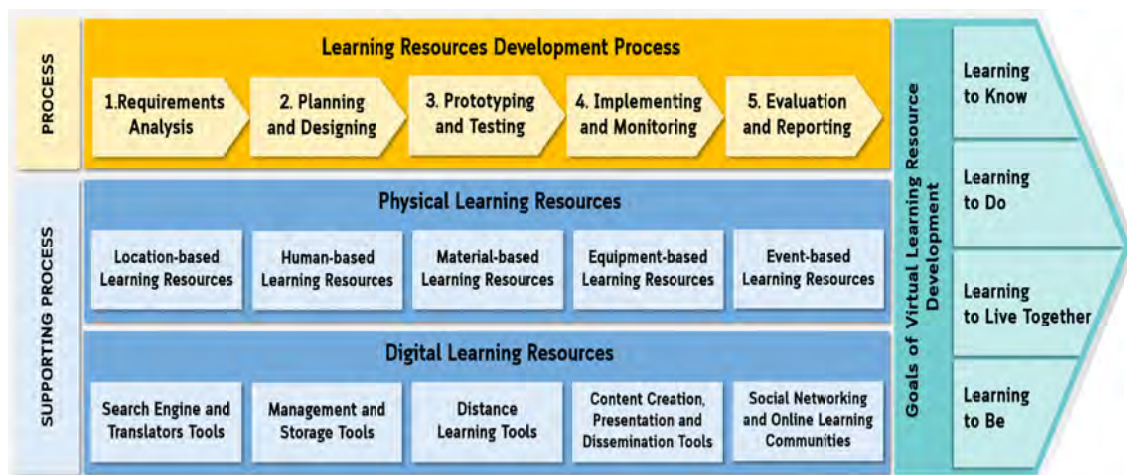 PROCESS
Learning Resources Development Process
1.Requirements
Analysis
2. Planning
and Designing
3. Prototyping
and Testing
4. Implementing
and Monitoring
5. Evaluation
and Reporting
SUPPORTING PROCESS
Physical Learning Resources
Location-based
Learning Resources
Human-based
Learning Resources
Material-based
Learning Resources
Equipment-based
Learning Resources
Event-based
Learning Resources
Digital Learning Resources
Search Engine and
Translators Tools
Management and
Storage Tools
Distance
Learning Tools
Content Creation,
Presentation and
Dissemination Tools
Social Networking
and Online Learning
Communities
Goals of Virtual Learning Resource
Development
Learning
to Know
Learning
to Do
Learning
to Live Together
Learning
to Be